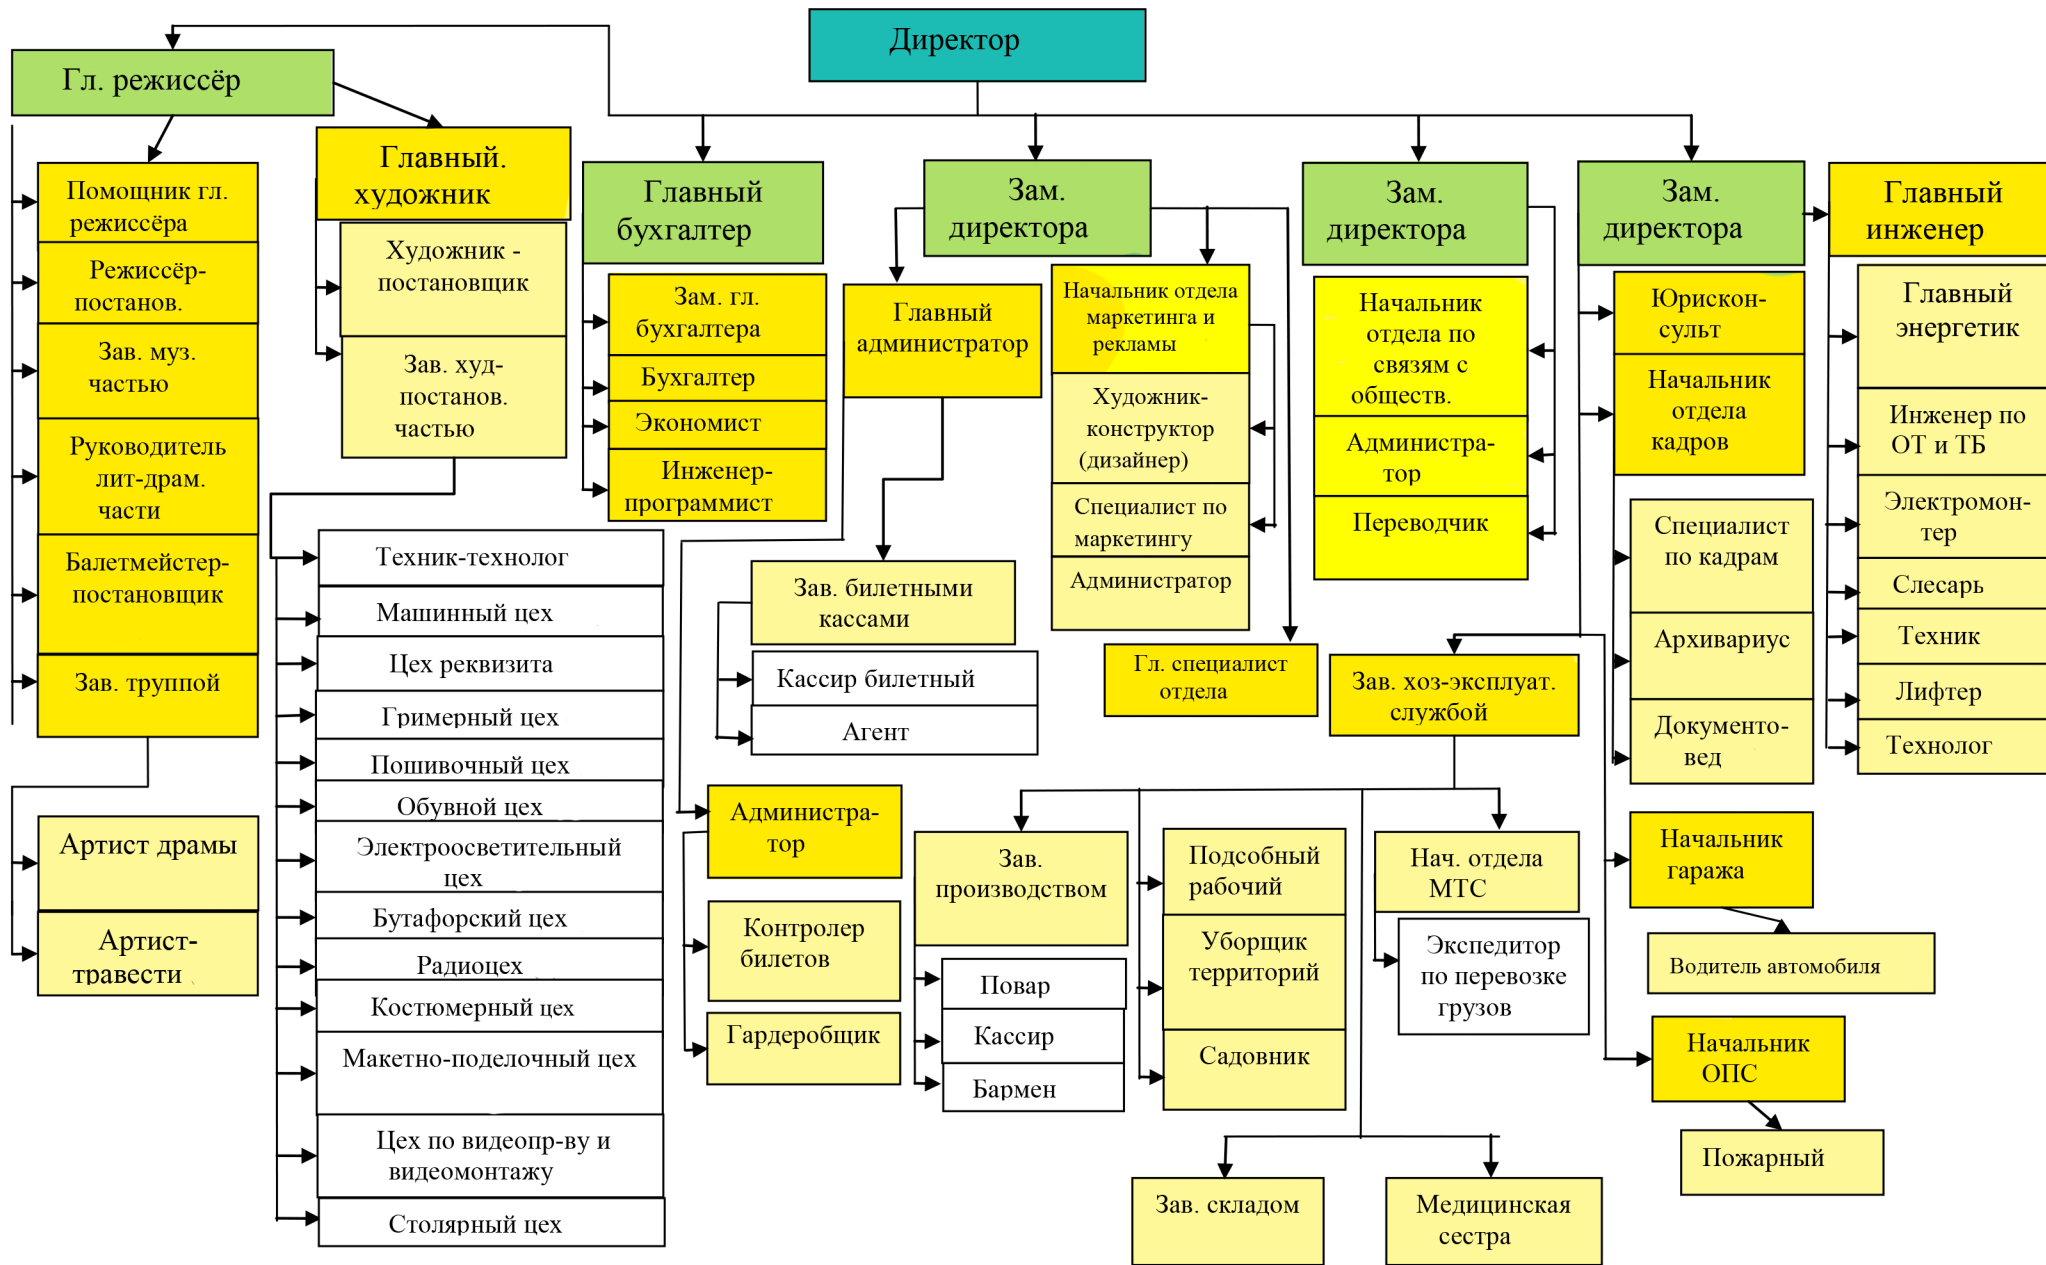 Директор
Гл. режиссёр
Главный.
художник
Помощник гл.
режиссёра
Режиссёр-
постанов.
Зав. муз.
частью
Руководитель
лит-драм.
части
Балетмейстер-
постановщик
Зав. труппой
Артист драмы
Артист-
травести
Художник -
постановщик
Зав. худ-
постанов.
частью
Техник-технолог
Машинный цех
Цех реквизита
Гримерный цех
Пошивочный цех
Обувной цех
Электроосветительный
цех
Бутафорский цех
Радиоцех
Костюмерный цех
Макетно-поделочный цех
Цех по видеопр-ву и
видеомонтажу
Столярный цех
Главный
бухгалтер
Зам. гл.
бухгалтера
Бухгалтер
Экономист
Инженер-
программист
Зам.
директора
Главный
администратор
Зав. билетными
кассами
Кассир билетный
Агент
Администра-
тор
Контролер
билетов
Гардеробщик
Начальник отдела
маркетинга и
рекламы
Художник-
конструктор
(дизайнер)
Специалист по
маркетингу
Администратор
Гл. специалист
отдела
Зам.
директора
Начальник
отдела по
связям с
обществ.
Администра-
тор
Переводчик
Зам.
директора
Юрискон-
сульт
Начальник
отдела
кадров
Специалист
по кадрам
Архивариус
Документо-
вед
Зав. хоз-эксплуат.
службой
Зав.
производством
Повар
Кассир
Бармен
Подсобный
рабочий
Уборщик
территорий
Садовник
Нач. отдела
МТС
Экспедитор
по перевозке
грузов
Зав. складом
Медицинская
сестра
Начальник
гаража
Водитель автомобиля
Начальник
ОПС
Пожарный
Главный
инженер
Главный
энергетик
Инженер по
ОТ и ТБ
Электромон-
тер
Слесарь
Техник
Лифтер
Технолог